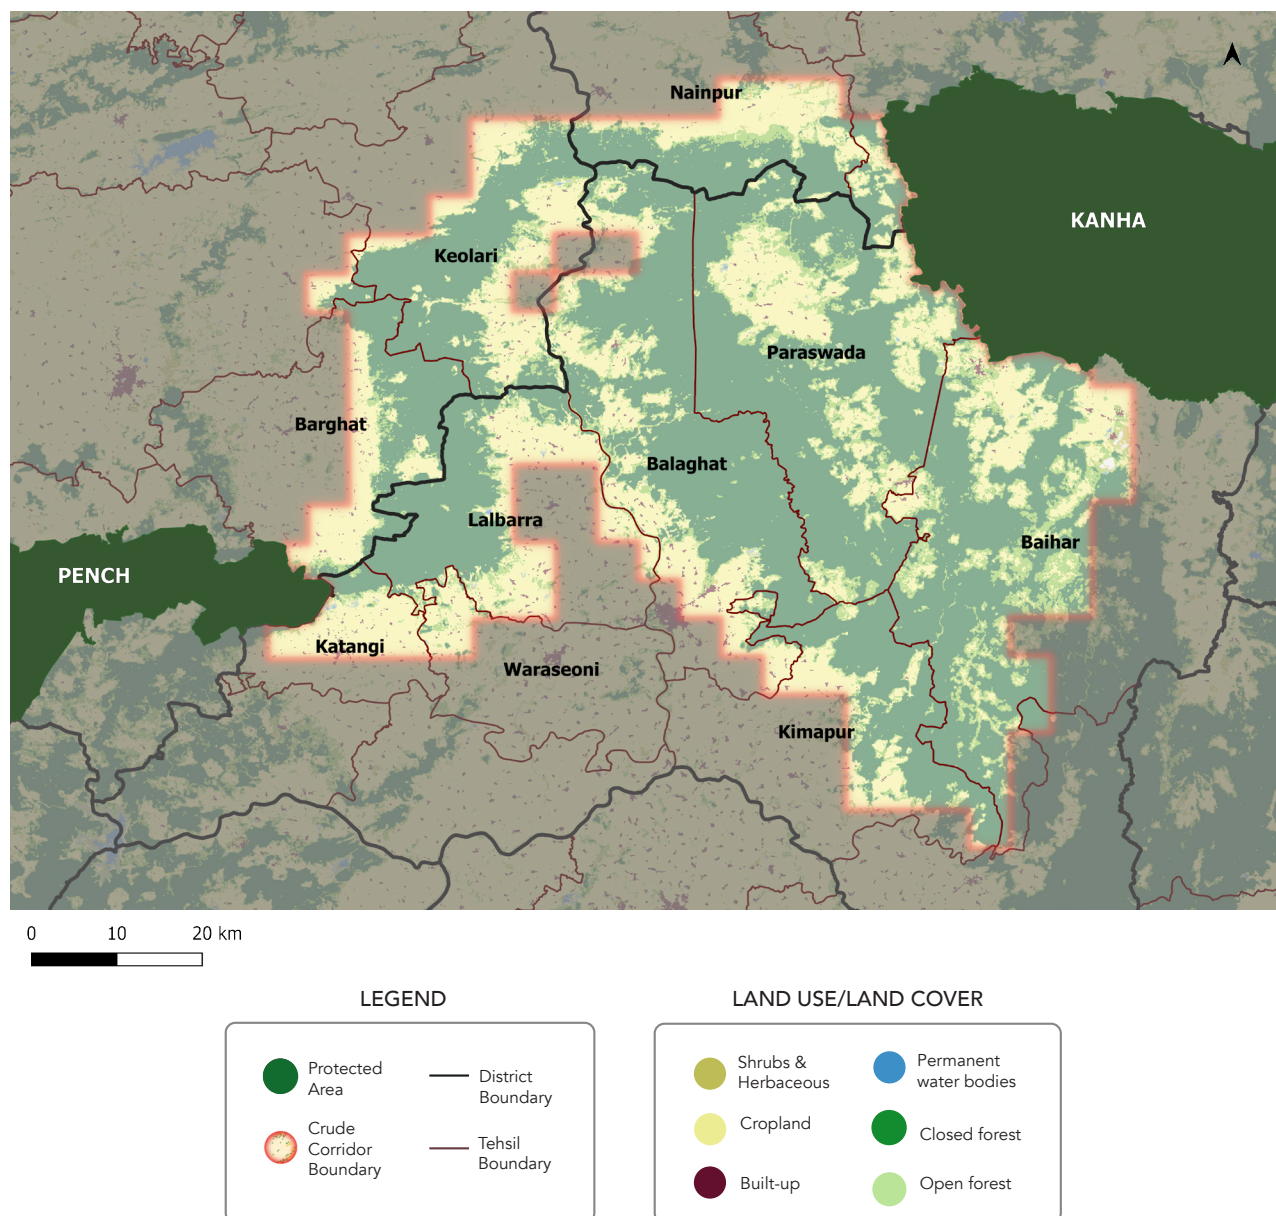 Nainpur
KANHA
Keolari
Paraswada
Barghat
Balaghat
Lalbarra
Baihar
PENCH
Katangi
Waraseoni
Kimapur
0 10 20 km
LEGEND
Protected
Area
District
Boundary
Crude
Corridor
Boundary
Tehsil
Boundary
LAND USE/LAND COVER
Shrubs &
Herbaceous
Permanent
water bodies
Cropland
Closed forest
Built-up
Open forest